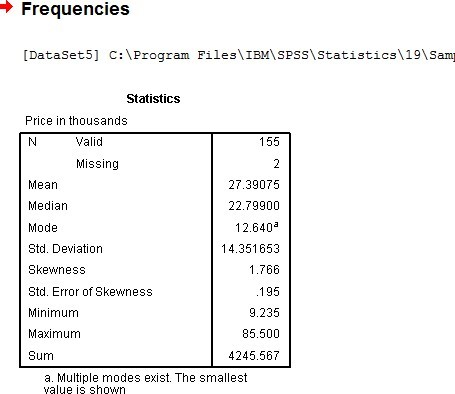 Frequencies
[DataSet5] C:\Program Files\IBM\SPSS\Statistics\19\Samp
Statistics
Price in thousands
N Valid 155
Missing 2
Mean 27.39075
Median 22.79900
Mode 12.640ᵃ
Std. Deviation 14.351653
Skewness 1.766
Std. Error of Skewness .195
Minimum 9.235
Maximum 85.500
Sum 4245.567
a. Multiple modes exist. The smallest
value is shown